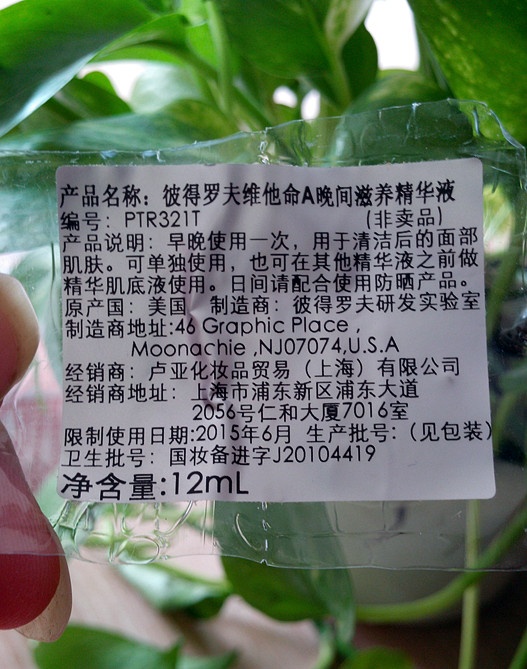 产品名称：彼得罗夫维他命A晚间滋养精华液
编号：PTR321T （非卖品）
产品说明：早晚使用一次，用于清洁后的面部
肌肤。可单独使用，也可在其他精华液之前做
精华肌底液使用。日间请配合使用防晒产品。
原产国：美国 制造商：彼得罗夫研发实验室
制造商地址:46 Graphic Place ,
Moonachie ,NJ07074,U.S.A
经销商：卢亚化妆品贸易（上海）有限公司
经销商地址：上海市浦东新区浦东大道
2056号仁和大厦7016室
限制使用日期:2015年6月 生产批号：（见包装）
卫生批号：国妆备进字J20104419
净含量:12mL